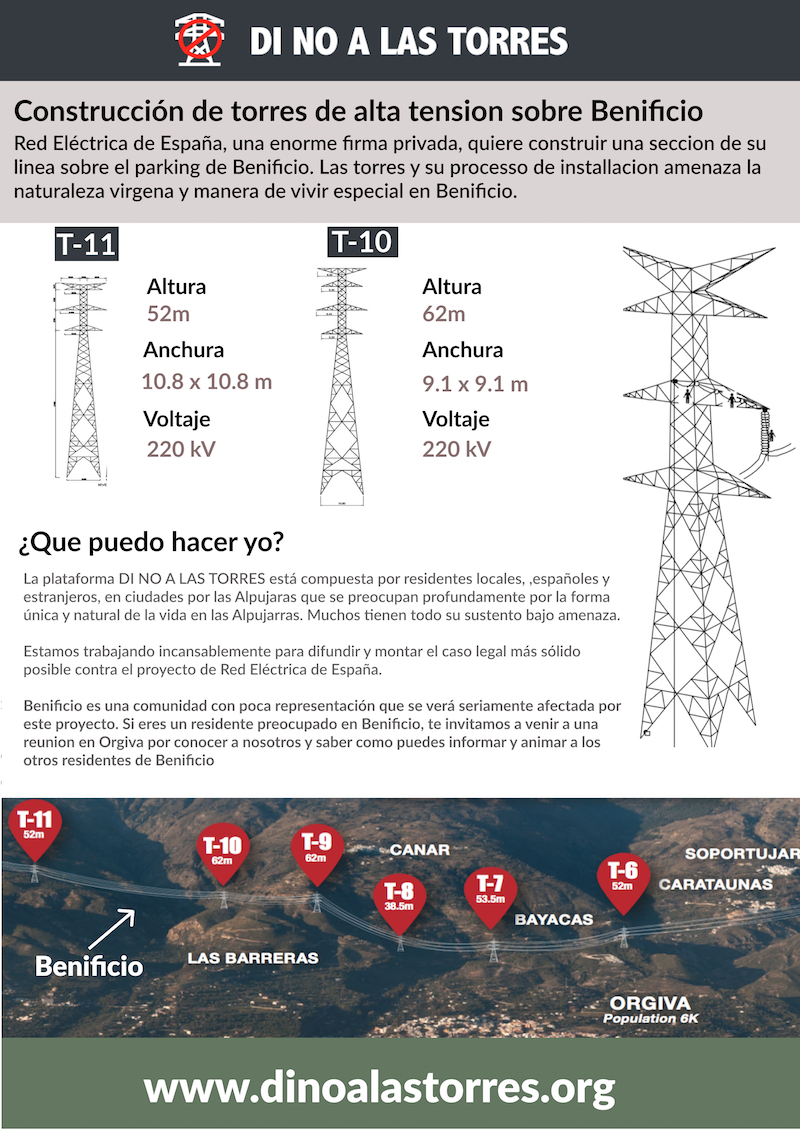 DI NO A LAS TORRES
Construcción de torres de alta tension sobre Benificio
Red Eléctrica de España, una enorme firma privada, quiere construir una seccion de su
linea sobre el parking de Benificio. Las torres y su processo de installacion amenaza la
naturaleza virgena y manera de vivir especial en Benificio.
T-11
Altura
52m
Anchura
10.8 x 10.8 m
Voltaje
220 kV
T-10
Altura
62m
Anchura
9.1 x 9.1 m
Voltaje
220 kV
¿Que puedo hacer yo?
La plataforma DI NO A LAS TORRES está compuesta por residentes locales, ,españoles y
estranjeros, en ciudades por las Alpujaras que se preocupan profundamente por la forma
única y natural de la vida en las Alpujarras. Muchos tienen todo su sustento bajo amenaza.
Estamos trabajando incansablemente para difundir y montar el caso legal más sólido
posible contra el proyecto de Red Eléctrica de España.
Benificio es una comunidad con poca representación que se verá seriamente afectada por
este proyecto. Si eres un residente preocupado en Benificio, te invitamos a venir a una
reunion en Orgiva por conocer a nosotros y saber como puedes informar y animar a los
otros residentes de Benificio
T-11
52m
T-10
62m
T-9
62m
T-8
38.5m
T-7
53.5m
T-6
52m
CANAR
SOPORTUJAR
CARATAUNAS
BAYACAS
LAS BARRERAS
Benificio
ORGIVA
Population 6K
www.dinoalastorres.org